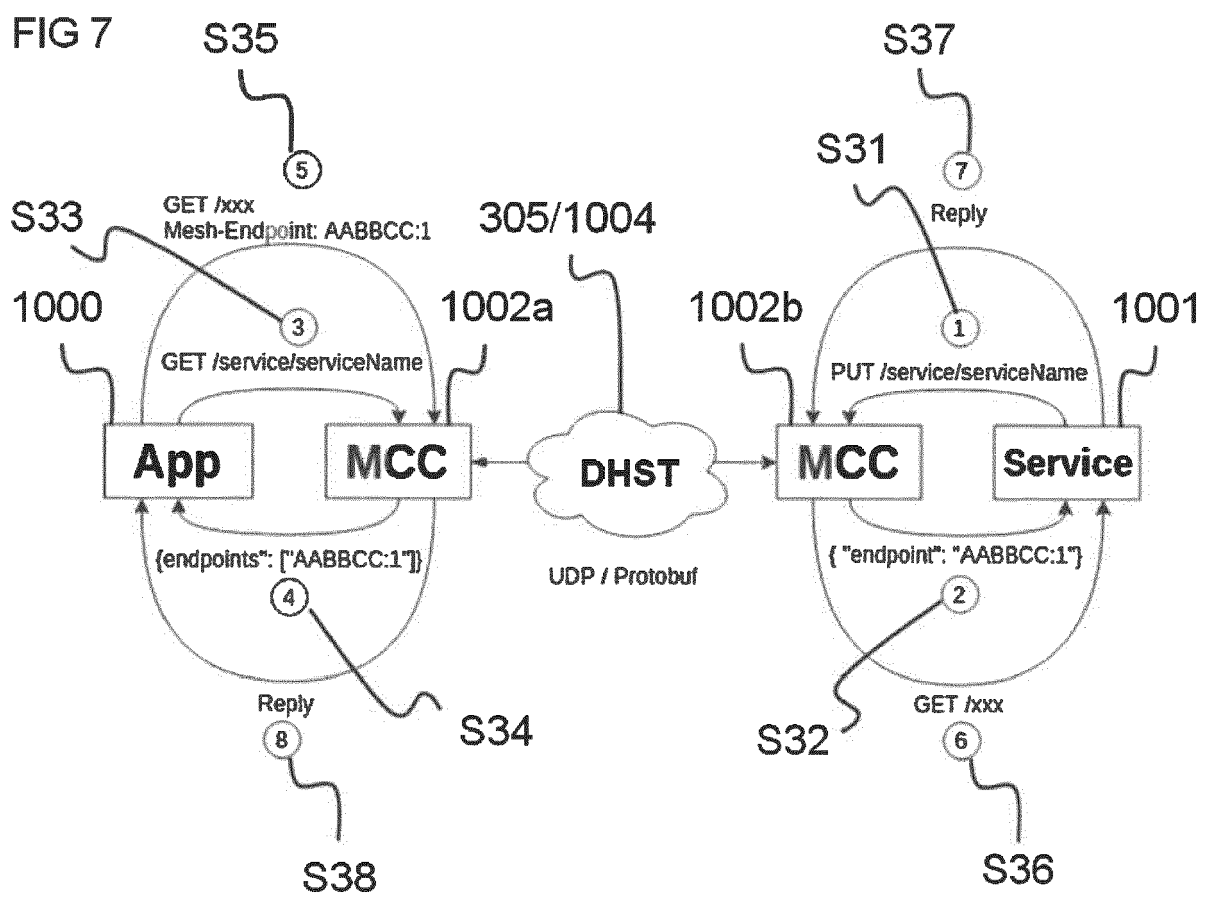 FIG 7
S35
S37
S31
5
7
GET /xxx
Mesh-Endpoint: AABBCC:1
Reply
S33
305/1004
1000
3
1002a
1002b
1
1001
GET /service/serviceName
PUT /service/serviceName
App
MCC
DHST
MCC
Service
{endpoints": ["AABBCC:1"]}
{ "endpoint": "AABBCC:1"}
UDP / Protobuf
4
2
Reply
GET /xxx
S34
S32
8
6
S38
S36